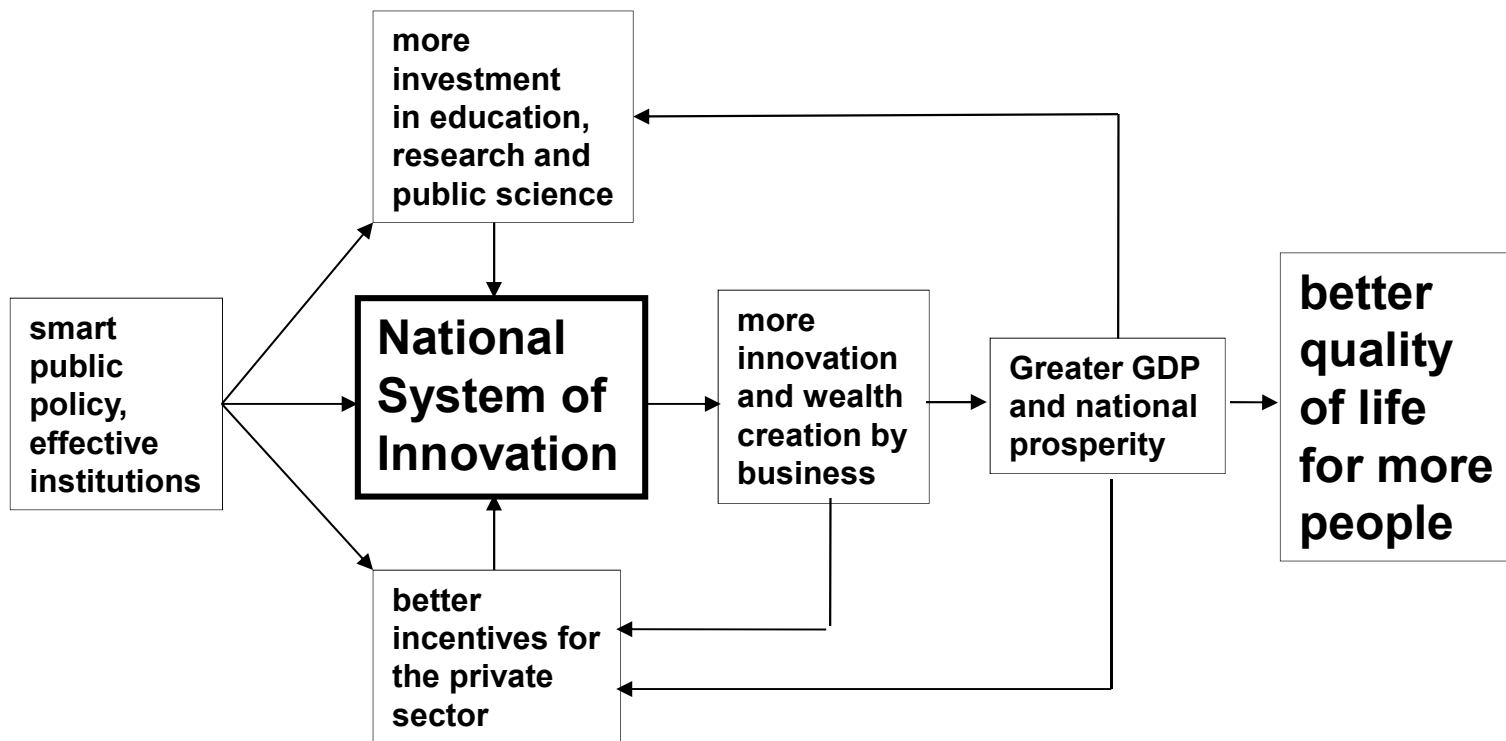 more
investment
in education,
research and
public science
smart
public
policy,
effective
institutions
National
System of
Innovation
more
innovation
and wealth
creation by
business
Greater GDP
and national
prosperity
better
quality
of life
for more
people
better
incentives for
the private
sector